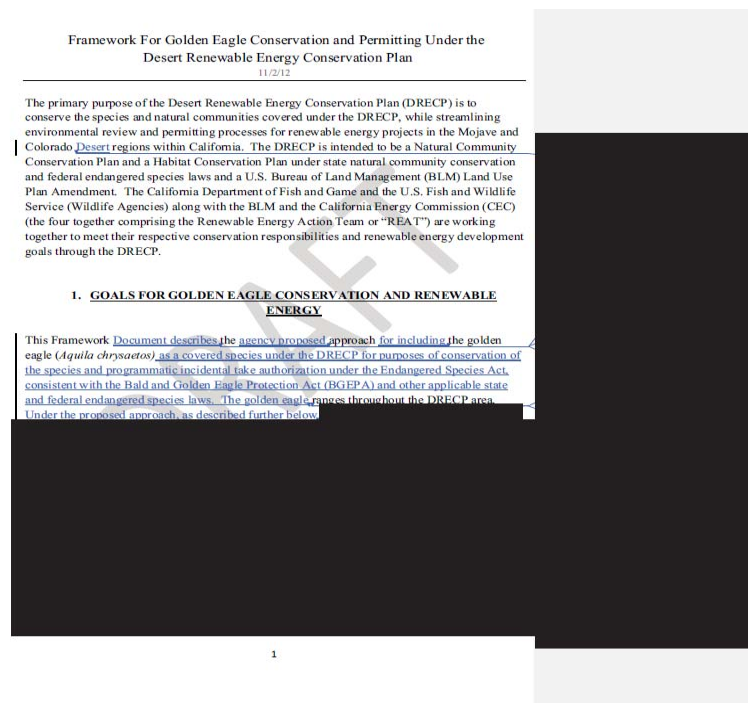 Framework For Golden Eagle Conservation and Permitting Under the
Desert Renewable Energy Conservation Plan
11/2/12
The primary purpose of the Desert Renewable Energy Conservation Plan (DRECP) is to
conserve the species and natural communities covered under the DRECP, while streamlining
environmental review and permitting processes for renewable energy projects in the Mojave and
Colorado Desert regions within California. The DRECP is intended to be a Natural Community
Conservation Plan and a Habitat Conservation Plan under state natural community conservation
and federal endangered species laws and a U.S. Bureau of Land Management (BLM) Land Use
Plan Amendment. The California Department of Fish and Game and the U.S. Fish and Wildlife
Service (Wildlife Agencies) along with the BLM and the California Energy Commission (CEC)
(the four together comprising the Renewable Energy Action Team or “REAT”) are working
together to meet their respective conservation responsibilities and renewable energy development
goals through the DRECP.
1. GOALS FOR GOLDEN EAGLE CONSERVATION AND RENEWABLE
ENERGY
This Framework Document describes the agency proposed approach for including the golden
eagle (Aquila chrysaetos) as a covered species under the DRECP for purposes of conservation of
the species and programmatic incidental take authorization under the Endangered Species Act,
consistent with the Bald and Golden Eagle Protection Act (BGEPA) and other applicable state
and federal endangered species laws. The golden eagle ranges throughout the DRECP area.
Under the proposed approach, as described further below,
DRAFT
1